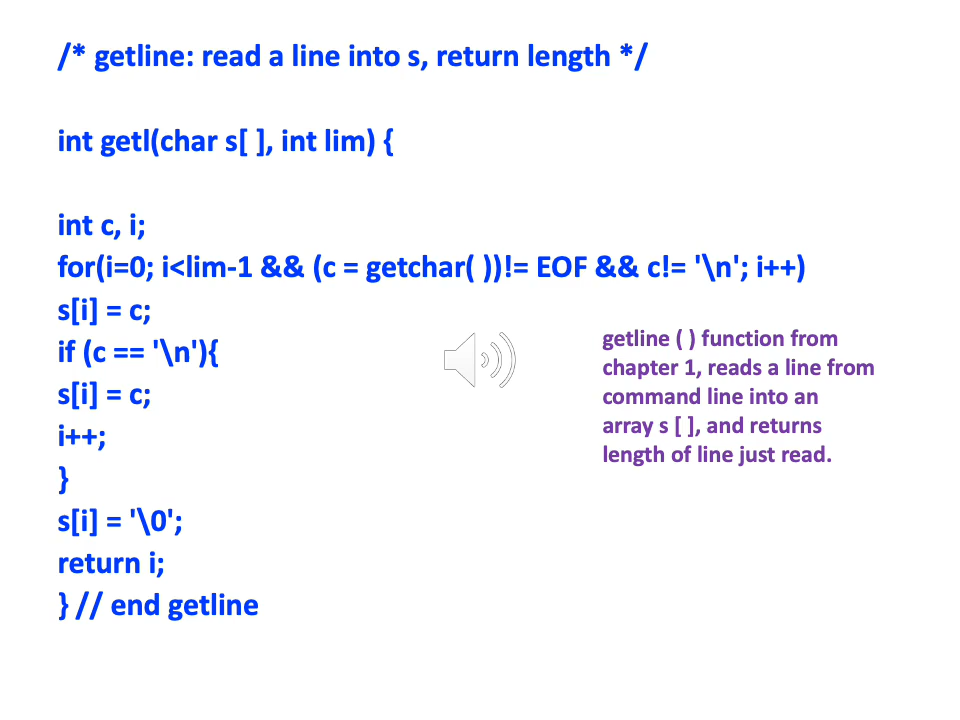 /* getline: read a line into s, return length */
int getl(char s[ ], int lim) {
int c, i;
for(i=0; i<lim-1 && (c = getchar( ))!= EOF && c!= '\n'; i++)
s[i] = c;
if (c == '\n'){
s[i] = c;
i++;
}
s[i] = '\0';
return i;
} // end getline
getline ( ) function from
chapter 1, reads a line from
command line into an
array s [ ], and returns
length of line just read.